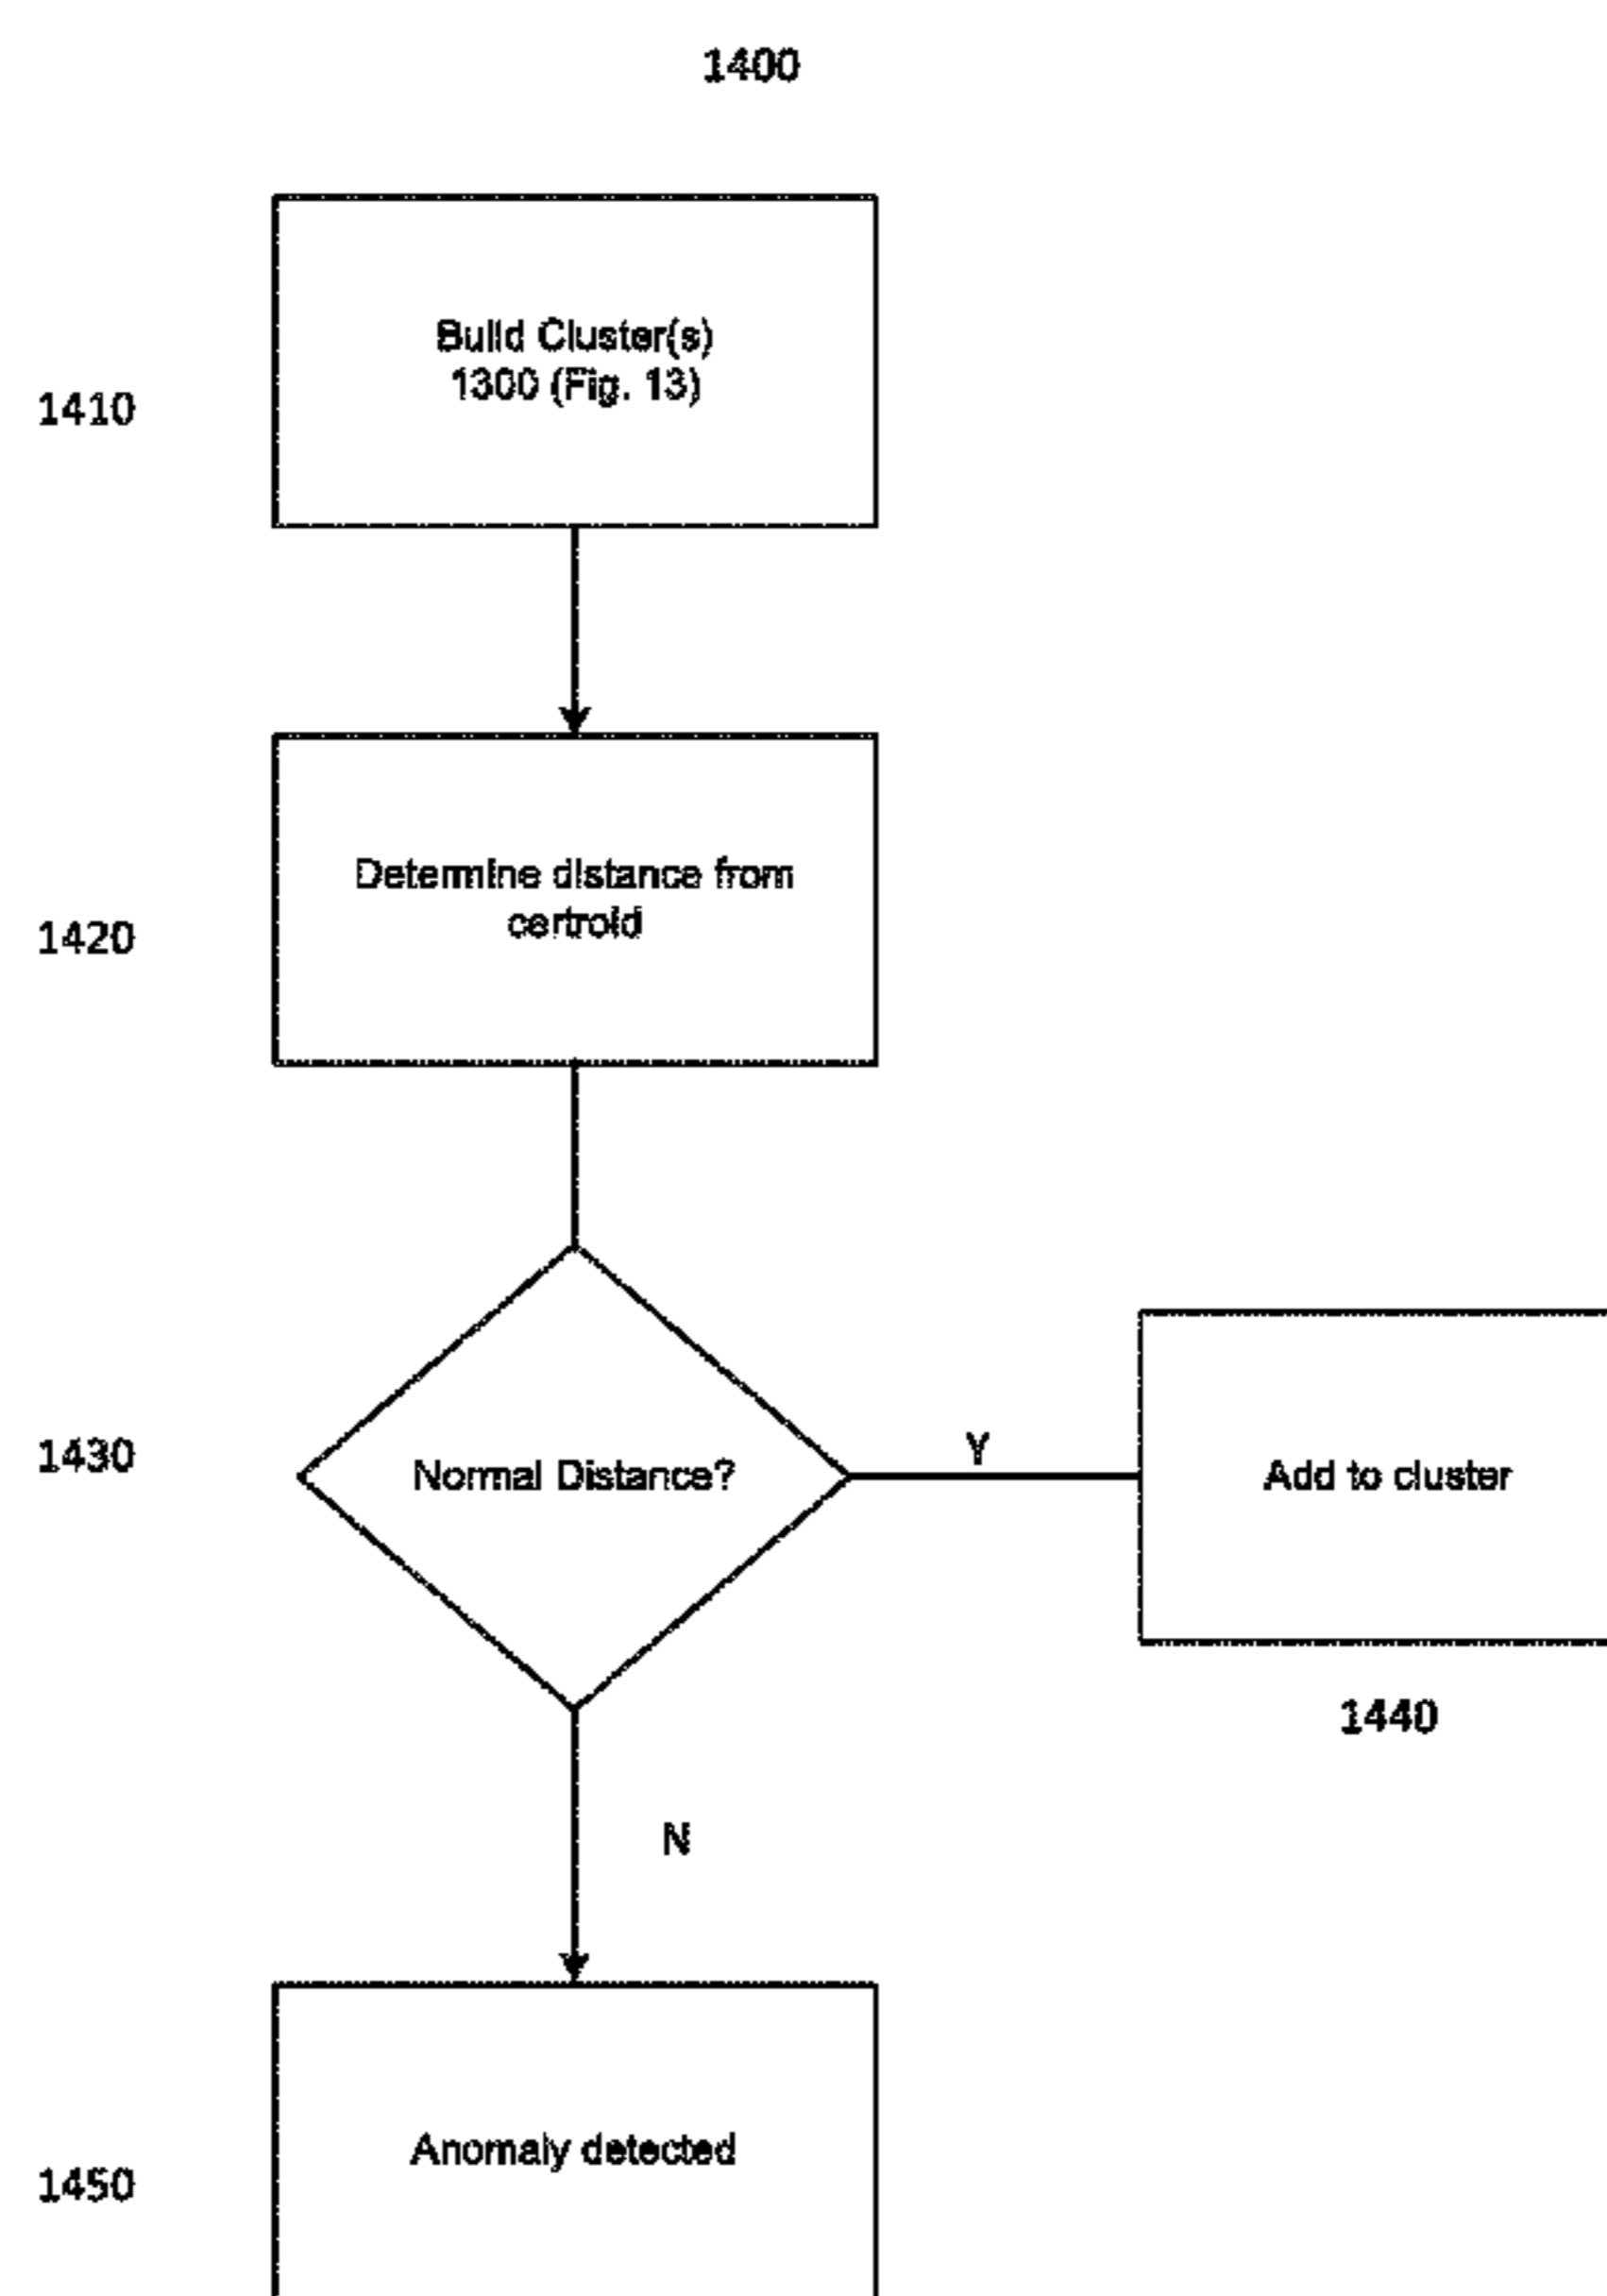 1400
Build Cluster(s)
1300 (Fig. 13)
1410
Determine distance from
certroid
1420
1430
Normal Distance?
Y
Add to cluster
1440
N
Anomaly detected
1450